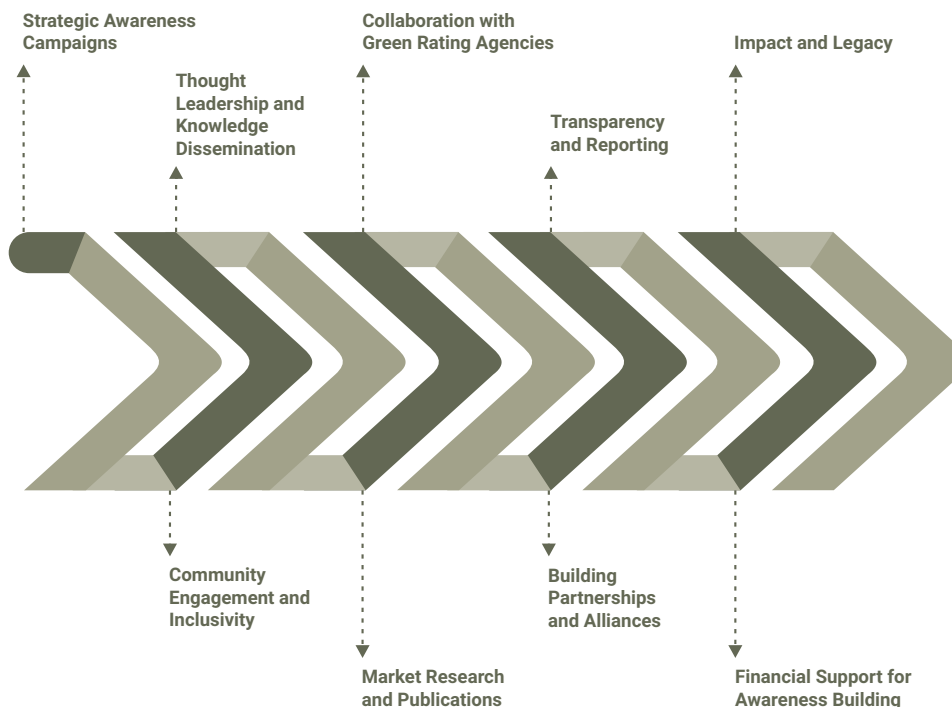 Strategic Awareness
Campaigns
Thought
Leadership and
Knowledge
Dissemination
Collaboration with
Green Rating Agencies
Transparency
and Reporting
Impact and Legacy
Community
Engagement and
Inclusivity
Market Research
and Publications
Building
Partnerships
and Alliances
Financial Support for
Awareness Building